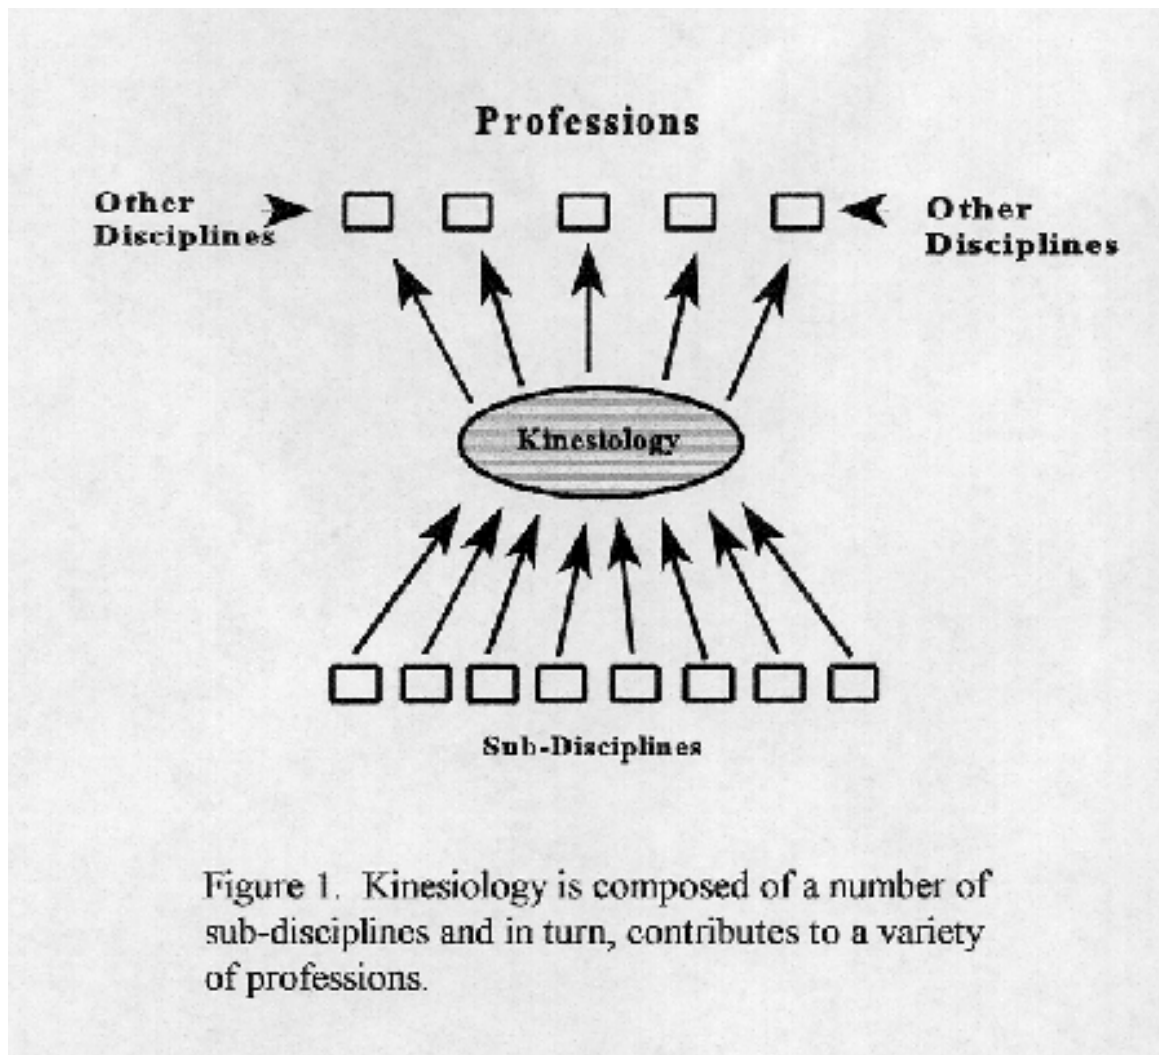 Professions
Other
Disciplines
Other
Disciplines
Kinesiology
Sub-Disciplines
Figure 1. Kinesiology is composed of a number of
sub-disciplines and in turn, contributes to a variety
of professions.